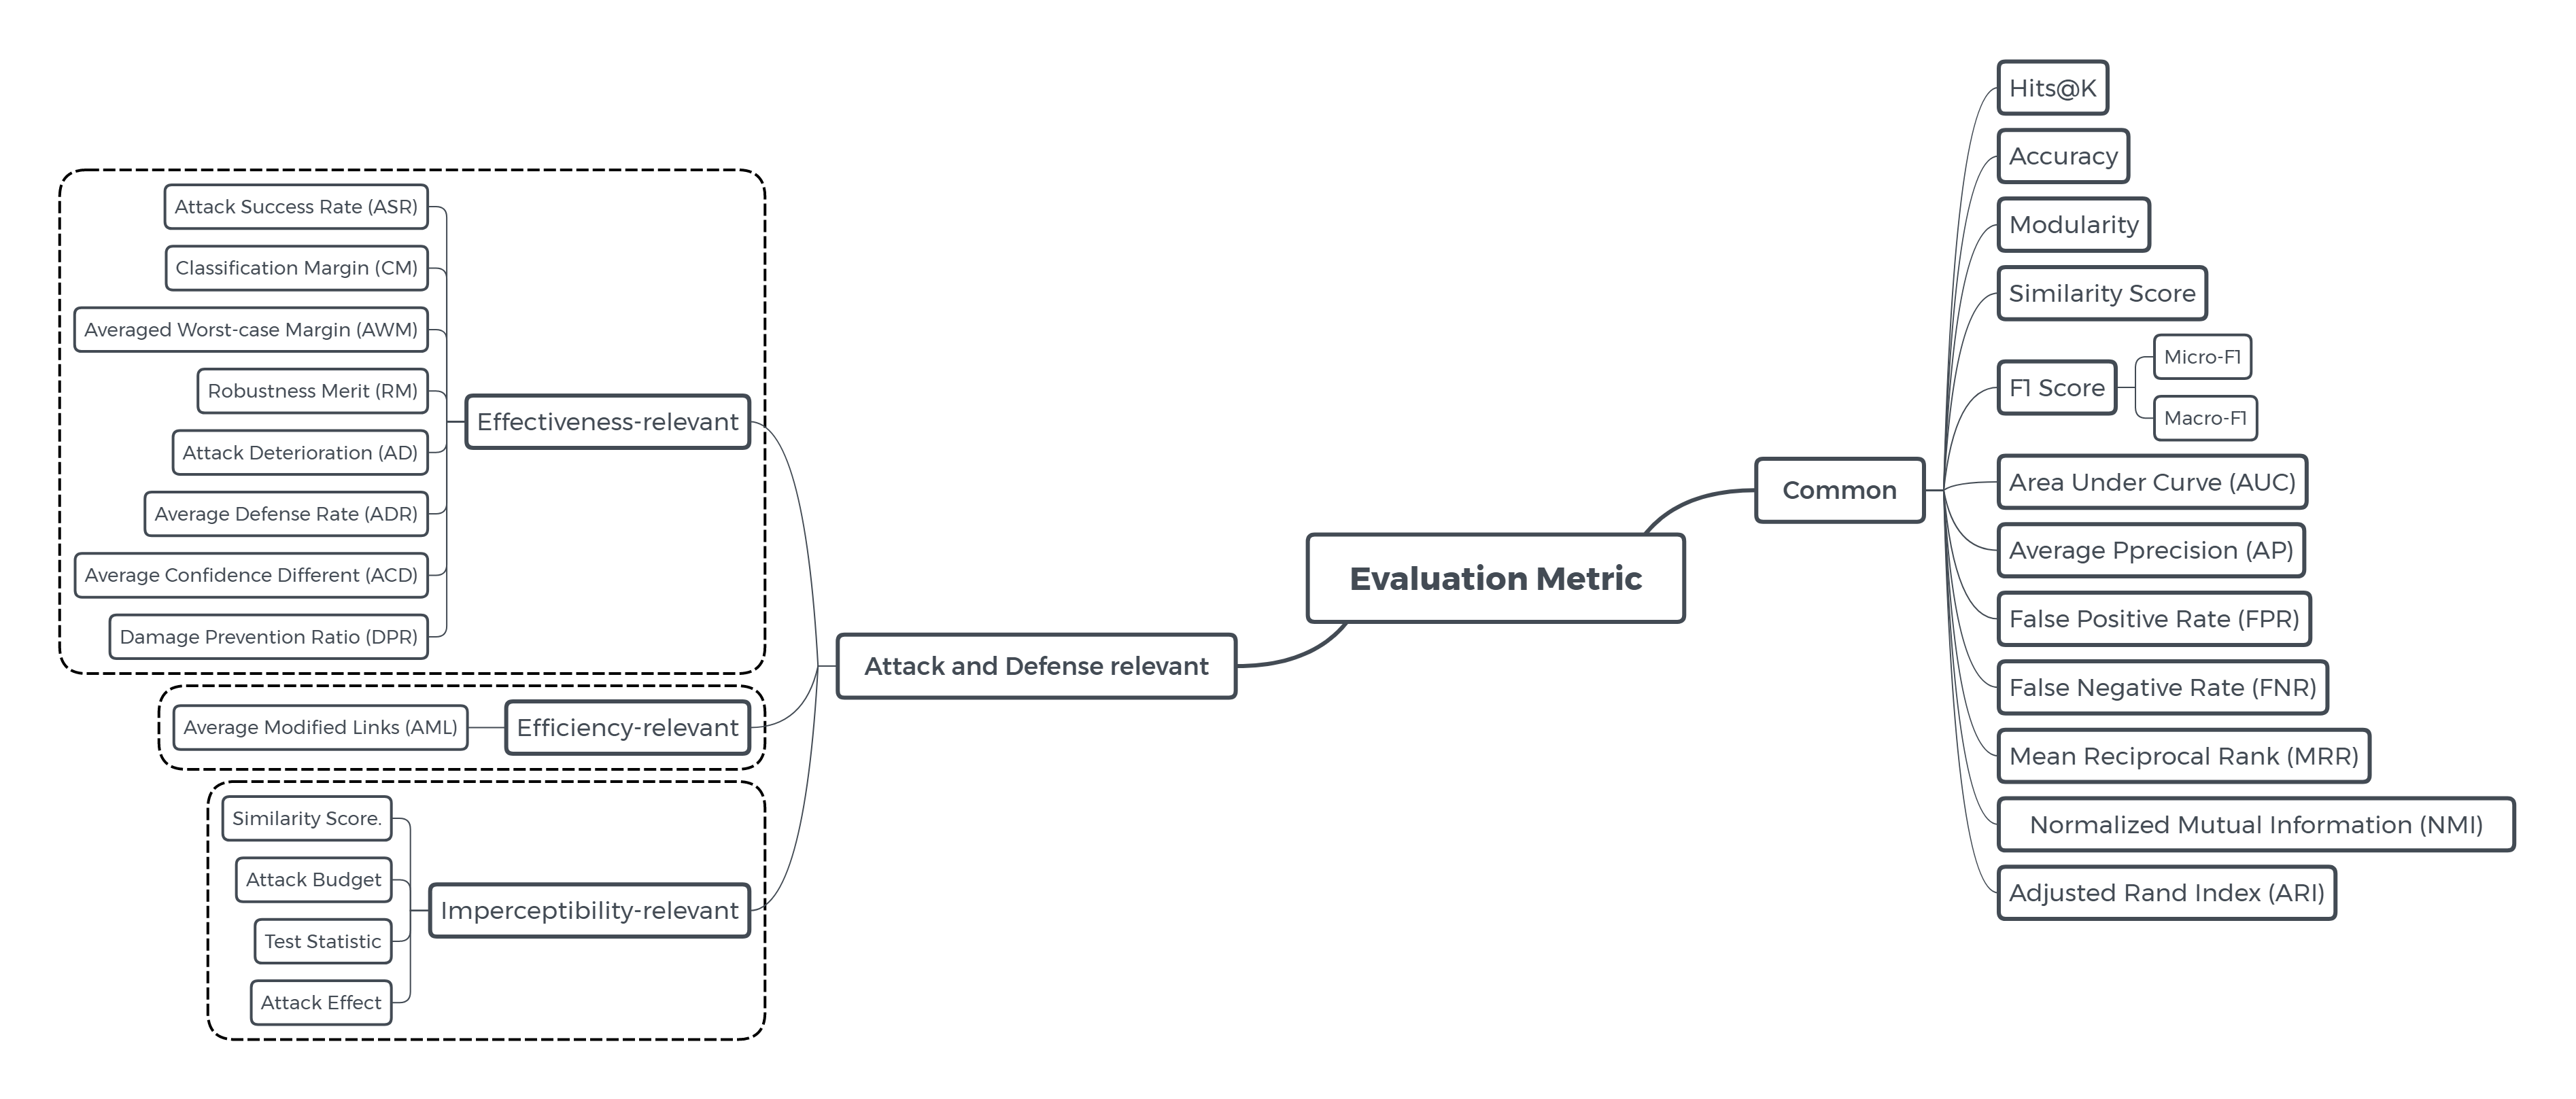 Evaluation Metric
Common
Hits@K
Accuracy
Modularity
Similarity Score
F1 Score
Micro-F1
Macro-F1
Area Under Curve (AUC)
Average Pprecision (AP)
False Positive Rate (FPR)
False Negative Rate (FNR)
Mean Reciprocal Rank (MRR)
Normalized Mutual Information (NMI)
Adjusted Rand Index (ARI)
Attack and Defense relevant
Effectiveness-relevant
Attack Success Rate (ASR)
Classification Margin (CM)
Averaged Worst-case Margin (AWM)
Robustness Merit (RM)
Attack Deterioration (AD)
Average Defense Rate (ADR)
Average Confidence Different (ACD)
Damage Prevention Ratio (DPR)
Efficiency-relevant
Average Modified Links (AML)
Imperceptibility-relevant
Similarity Score.
Attack Budget
Test Statistic
Attack Effect